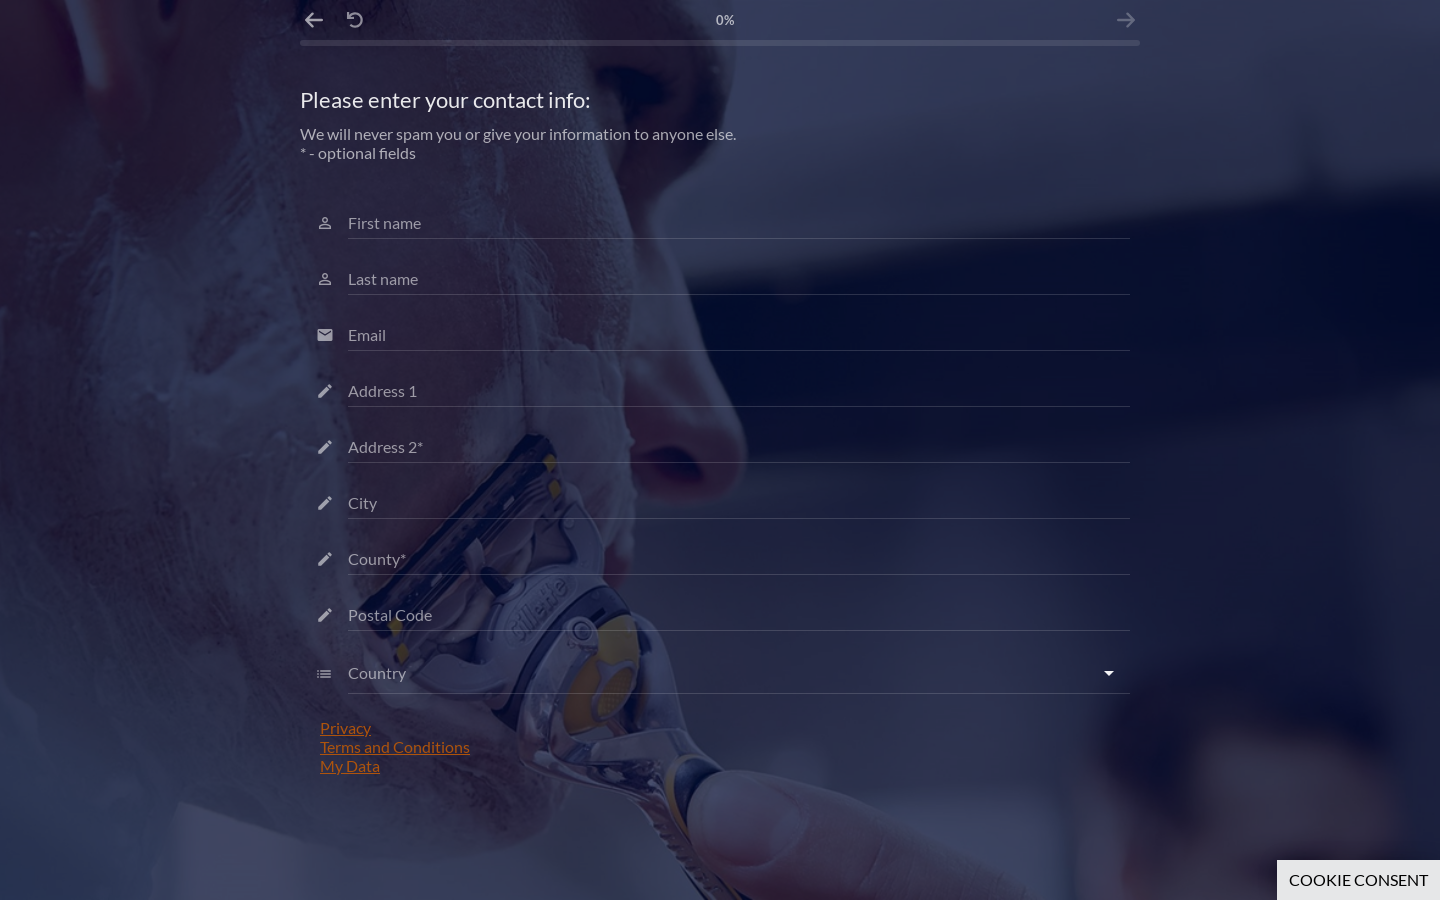 0%
Please enter your contact info:
We will never spam you or give your information to anyone else.
* - optional fields
First name
Last name
Email
Address 1
Address 2*
City
County*
Postal Code
Gillette
Country
Privacy
Terms and Conditions
My Data
COOKIE CONSENT